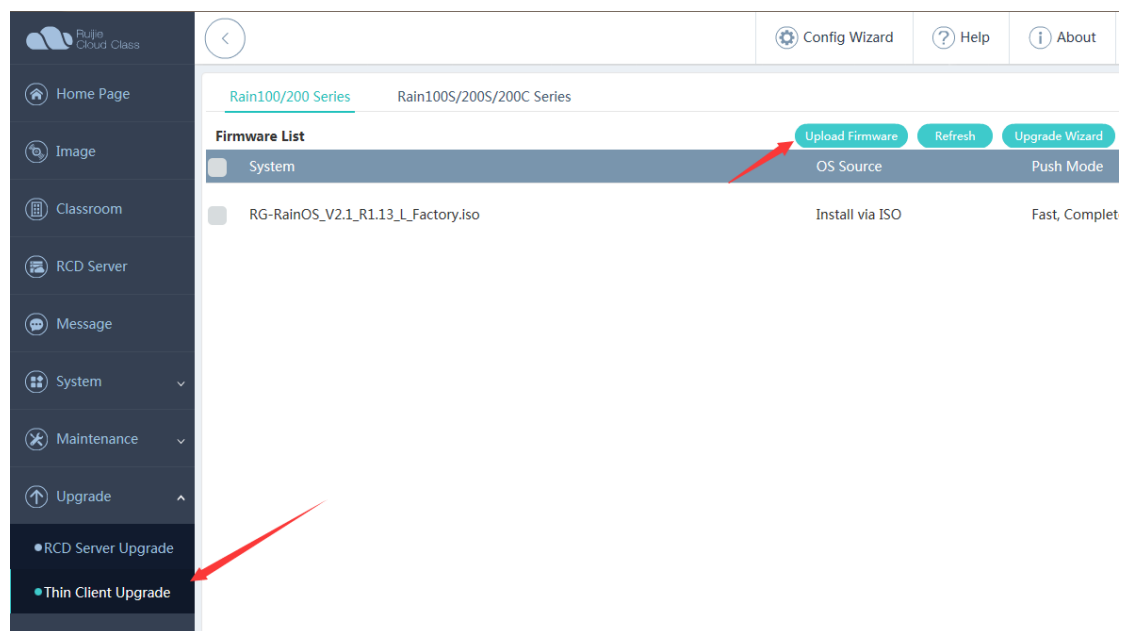 Ruijie
Cloud Class
Config Wizard
Help
About
Home Page
Image
Classroom
RCD Server
Message
System
Maintenance
Upgrade
RCD Server Upgrade
Thin Client Upgrade
Rain100/200 Series
Rain100S/200S/200C Series
Firmware List
Upload Firmware
Refresh
Upgrade Wizard
System
OS Source
Push Mode
RG-RainOS_V2.1_R1.13_L_Factory.iso
Install via ISO
Fast, Complet